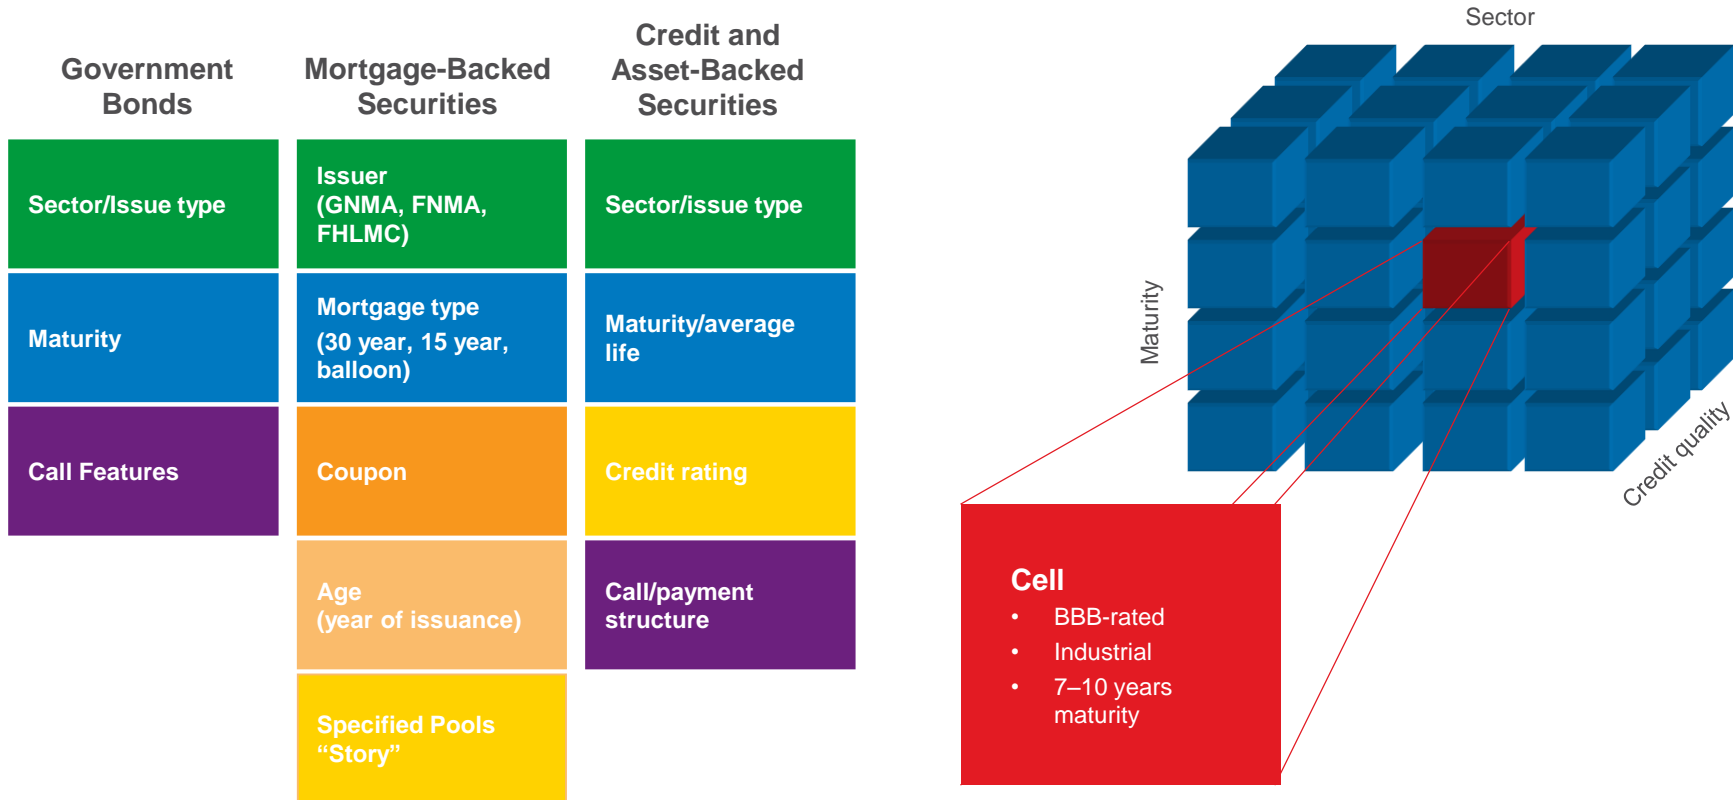 Government
Bonds
Sector/Issue type
Maturity
Call Features
Mortgage-Backed
Securities
Issuer
(GNMA, FNMA,
FHLMC)
Mortgage type
(30 year, 15 year,
balloon)
Coupon
Age
(year of issuance)
Specified Pools
“Story”
Credit and
Asset-Backed
Securities
Sector/issue type
Maturity/average
life
Credit rating
Call/payment
structure
Sector
Maturity
Credit quality
Cell
• BBB-rated
• Industrial
• 7–10 years
maturity